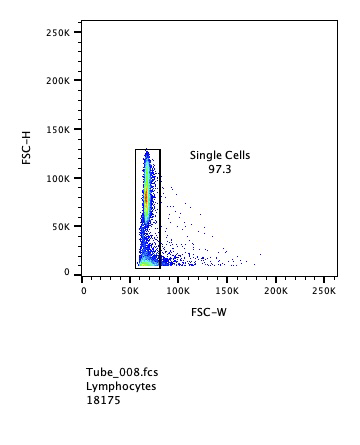 250K
200K
150K
100K
50K
0
FSC-H
Single Cells
97.3
0 50K 100K 150K 200K 250K
FSC-W
Tube_008.fcs
Lymphocytes
18175